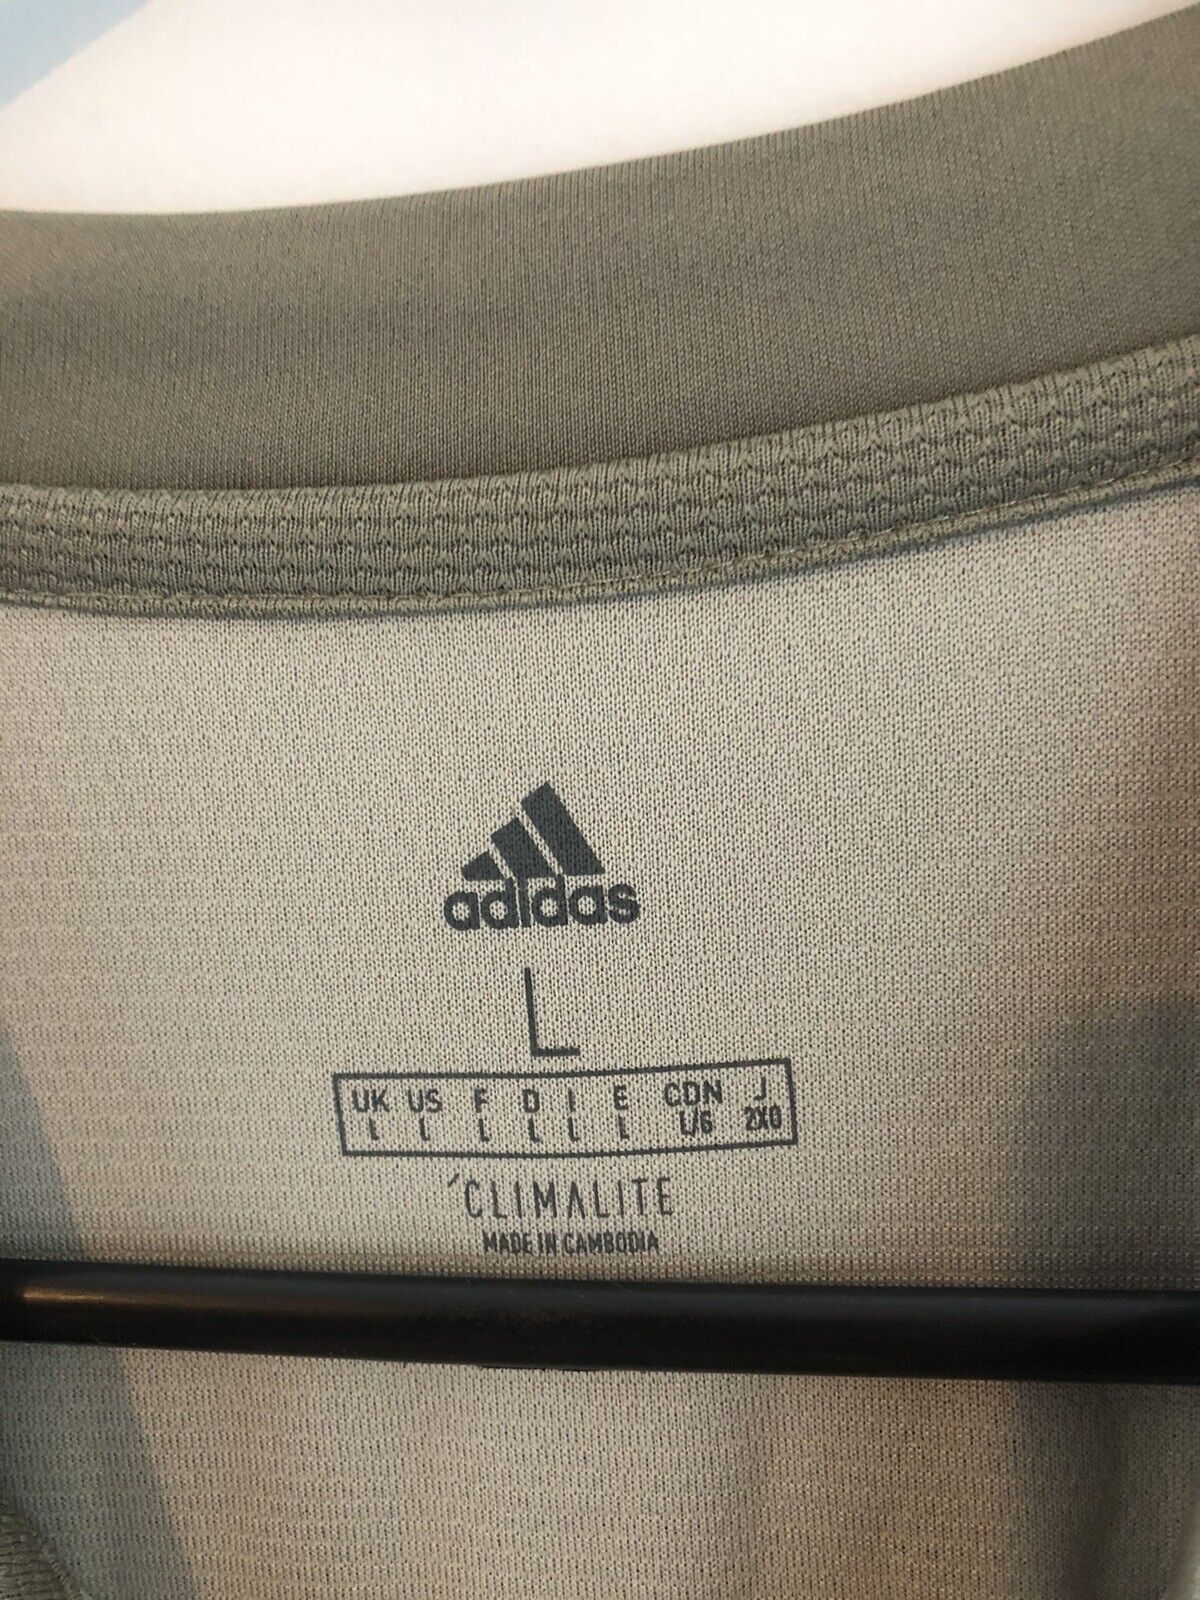 adidas
L
UK US F D I E CDN J
L L L L L L L/G 2XO
´CLIMALITE
MADE IN CAMBODIA